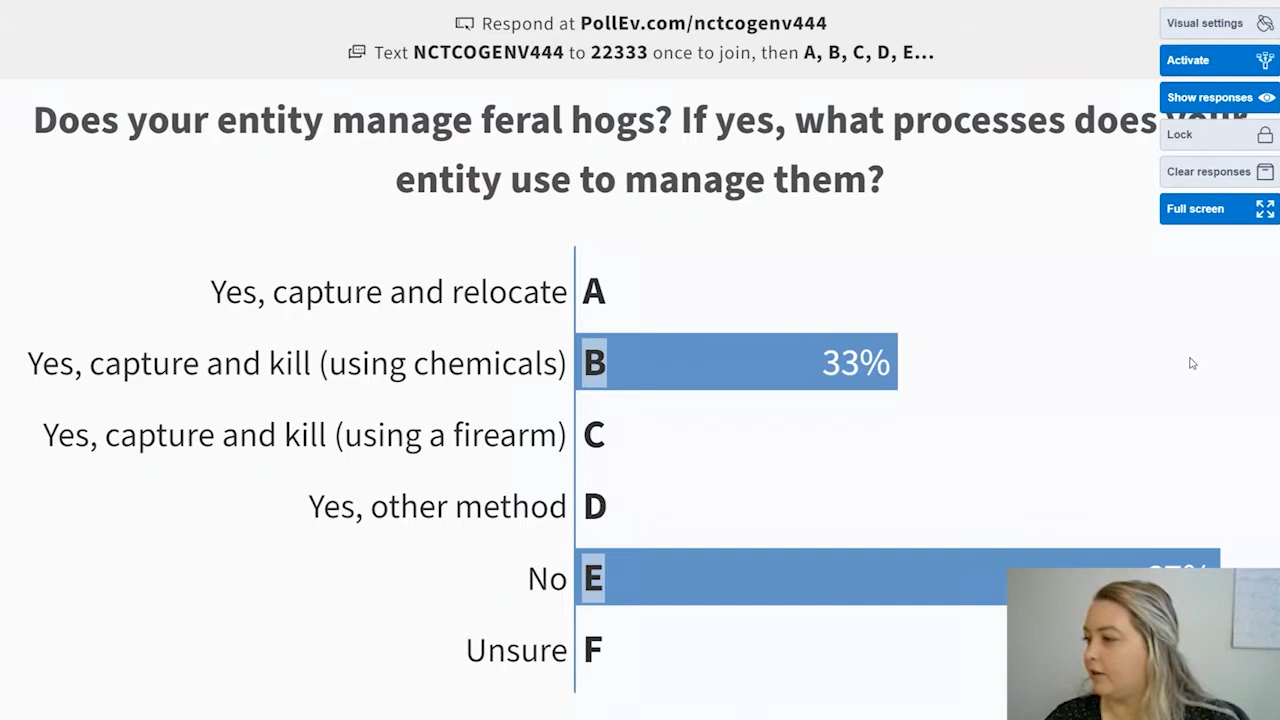 Respond at PollEv.com/nctcogenv444
Text NCTCOGENV444 to 22333 once to join, then A, B, C, D, E...
Visual settings
Activate
Show responses
Lock
Clear responses
Full screen
Does your entity manage feral hogs? If yes, what processes does your
entity use to manage them?
Yes, capture and relocate A
Yes, capture and kill (using chemicals) B 33%
Yes, capture and kill (using a firearm) C
Yes, other method D
No E
Unsure F